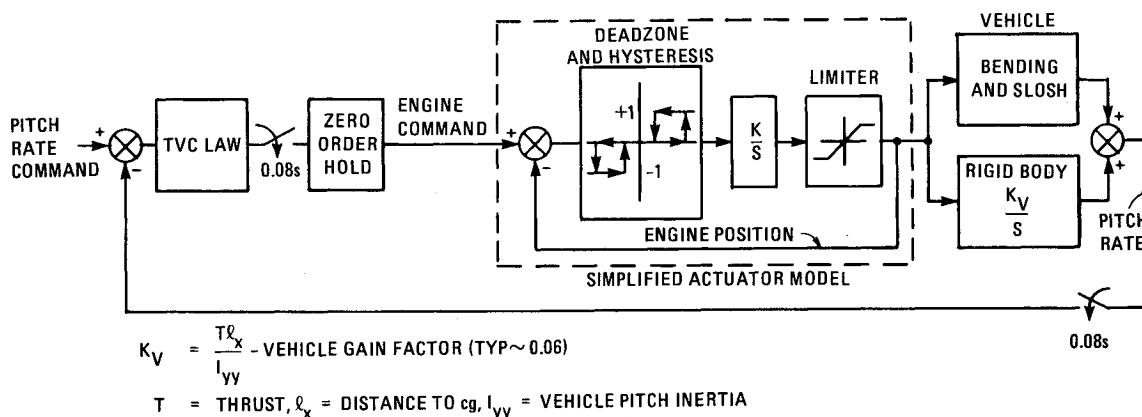 VEHICLE
DEADZONE
AND HYSTERESIS
LIMITER
BENDING
AND SLOSH
PITCH
RATE
COMMAND
+
-
TVC LAW
0.08s
ZERO
ORDER
HOLD
ENGINE
COMMAND
+
-
+1
-1
K
S
+
+
RIGID BODY
K_V
S
PITCH
RATE
ENGINE POSITION
SIMPLIFIED ACTUATOR MODEL
0.08s
K_V = Tℓ_x / I_yy - VEHICLE GAIN FACTOR (TYP~0.06)
T = THRUST, ℓ_x = DISTANCE TO cg, I_yy = VEHICLE PITCH INERTIA